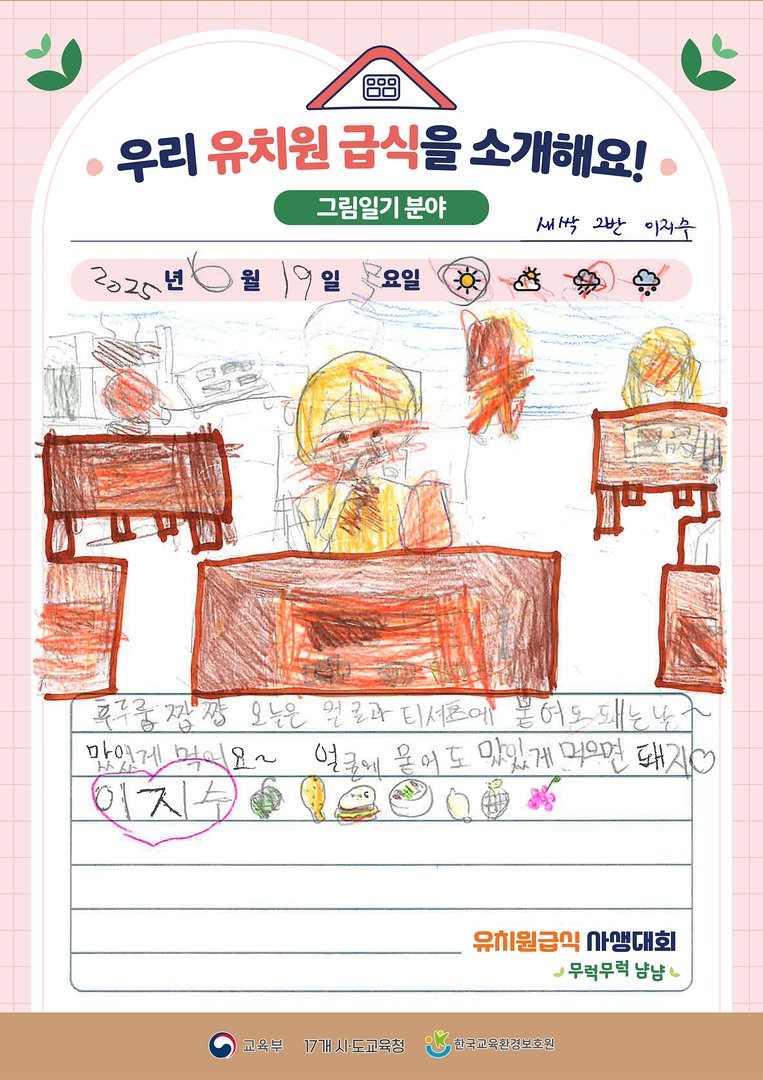 우리 유치원 급식을 소개해요!
그림일기 분야
새싹 2반 이지수
2025년 6월 19일 목요일
후루룹 짭쨥 오늘은 얼굴과 티셔츠에 뭍어도 돼는 날~
맜있게 먹어요~ 얼굴에 뭍어도 맜있게 먹으면 돼지♡
이지수
유치원급식 사생대회
무럭무럭 냠냠
교육부 17개 시·도교육청 한국교육환경보호원